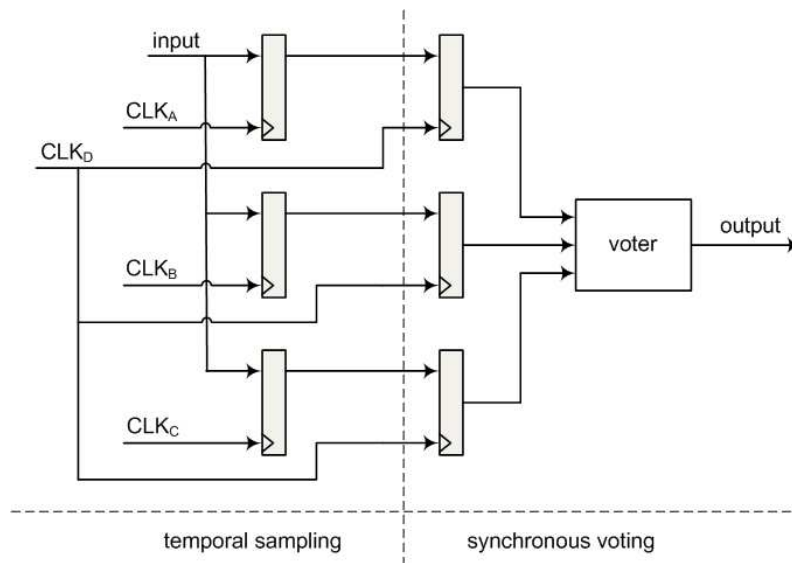 input
CLKA
CLKD
CLKB
CLKC
voter
output
temporal sampling
synchronous voting